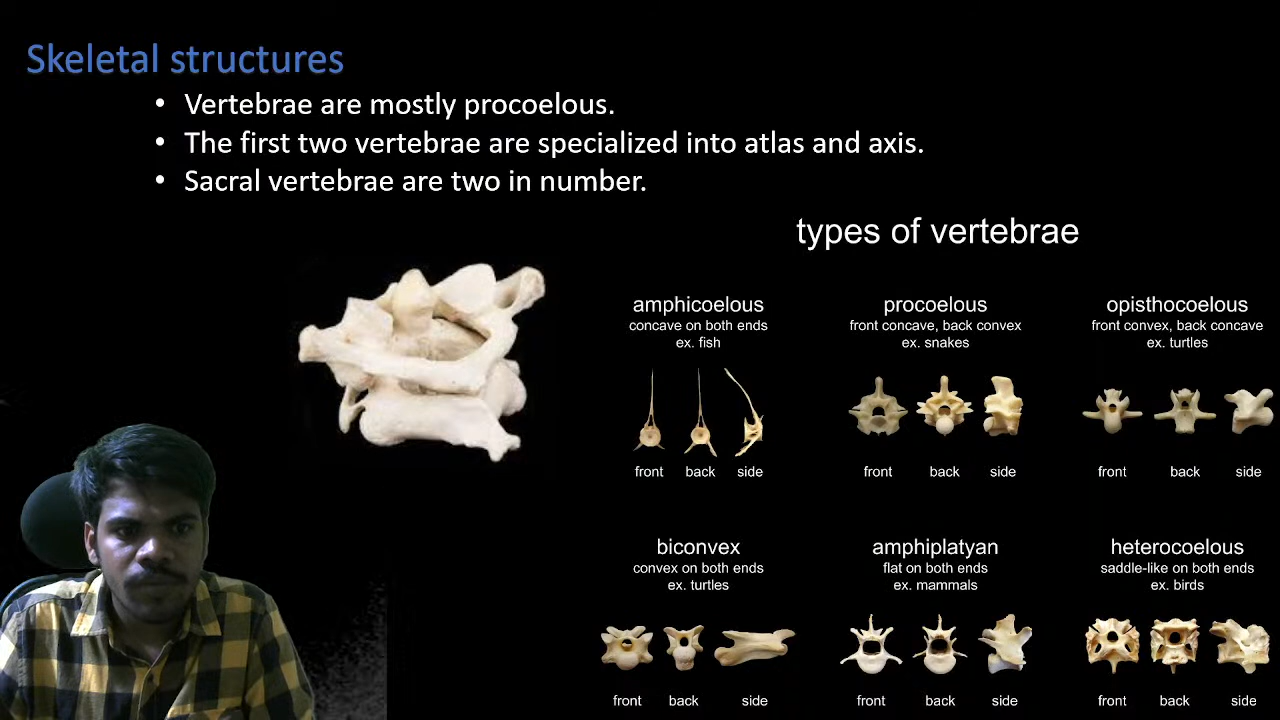 Skeletal structures
• Vertebrae are mostly procoelous.
• The first two vertebrae are specialized into atlas and axis.
• Sacral vertebrae are two in number.
types of vertebrae
amphicoelous
concave on both ends
ex. fish
front back side
procoelous
front concave, back convex
ex. snakes
front back side
opisthocoelous
front convex, back concave
ex. turtles
front back side
biconvex
convex on both ends
ex. turtles
front back side
amphiplatyan
flat on both ends
ex. mammals
front back side
heterocoelous
saddle-like on both ends
ex. birds
front back side